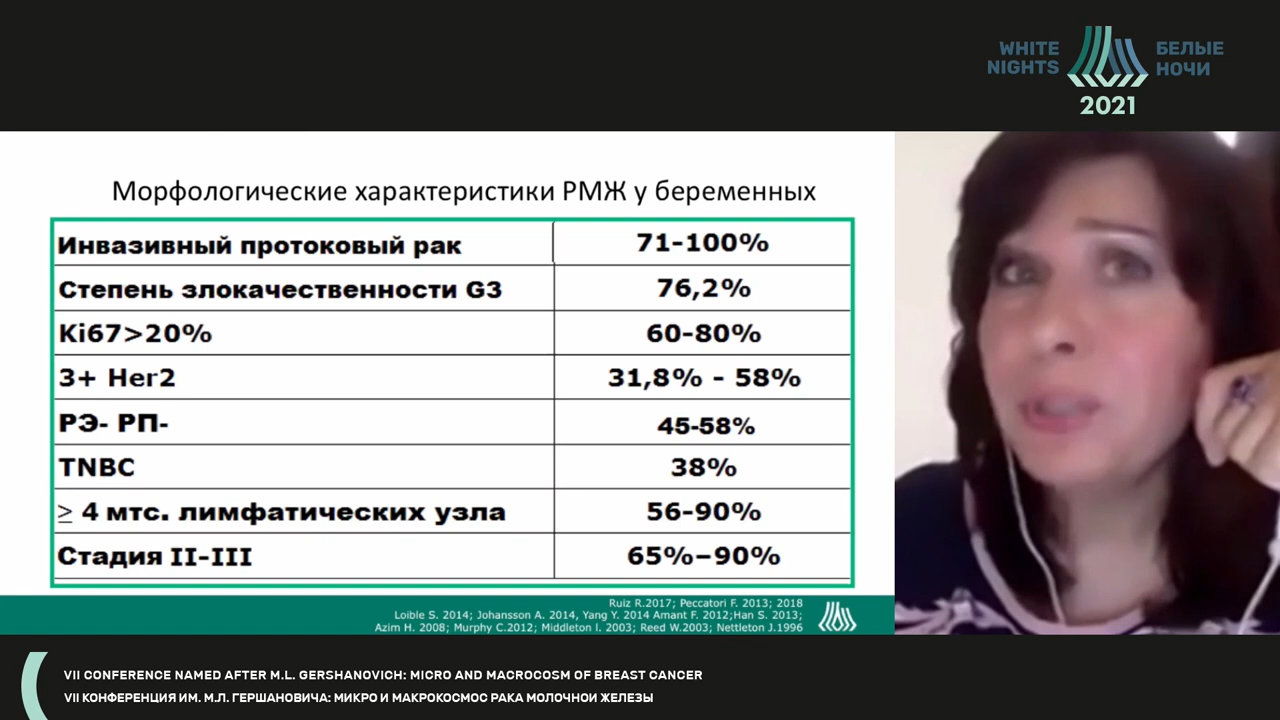 WHITE NIGHTS
БЕЛЫЕ НОЧИ
2021
Морфологические характеристики РМЖ у беременных
Инвазивный протоковый рак 71-100%
Степень злокачественности G3 76,2%
Ki67>20% 60-80%
3+ Her2 31,8% - 58%
РЭ- РП- 45-58%
TNBC 38%
≥ 4 мтс. лимфатических узла 56-90%
Стадия II-III 65%–90%
Ruiz R.2017; Peccatori F. 2013; 2018
Loible S. 2014; Johansson A. 2014, Yang Y. 2014 Amant F. 2012;Han S. 2013;
Azim H. 2008; Murphy C.2012; Middleton I. 2003; Reed W.2003; Nettleton J.1996
VII CONFERENCE NAMED AFTER M.L. GERSHANOVICH: MICRO AND MACROCOSM OF BREAST CANCER
VII КОНФЕРЕНЦИЯ ИМ. М.Л. ГЕРШАНОВИЧА: МИКРО И МАКРОКОСМОС РАКА МОЛОЧНОЙ ЖЕЛЕЗЫ